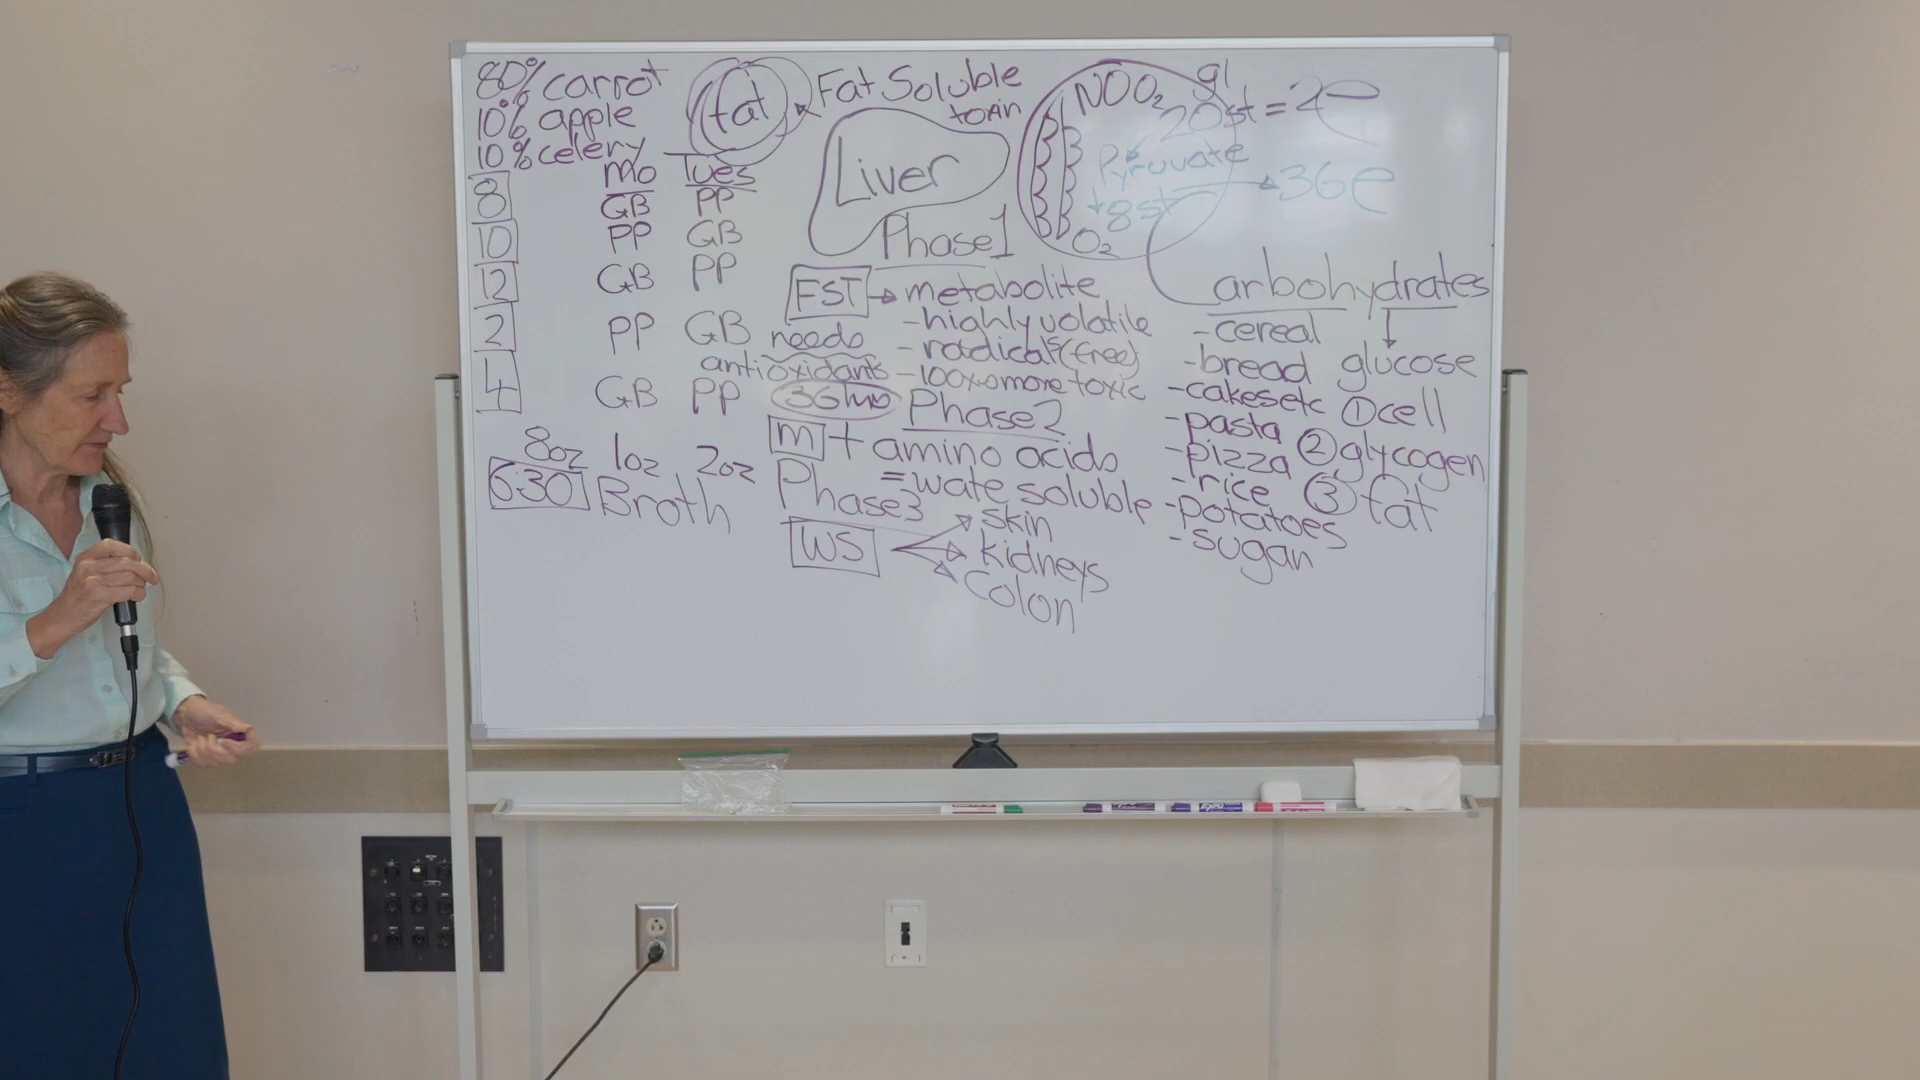 80% carrot
10% apple
10% celery
mo Tues
8 GB PP
10 PP GB
12 GB PP
2 PP GB
4 GB PP
8oz 1oz 2oz
6:30 Broth
fat
Fat Soluble
toxin
Liver
Phase 1
FST → metabolite
needs
antioxidants
- highly volatile
- radicals (free)
- 100x more toxic
Phase2
m + amino acids
= wate soluble
Phase3
WS
skin
kidneys
Colon
NO O2
gl
20st = 2e
Pyruvate
8st → 36e
O2
Carbohydrates
- cereal
- bread
- cakes etc
- pasta
- pizza
- rice
- potatoes
- sugar
glucose
① cell
② glycogen
③ fat